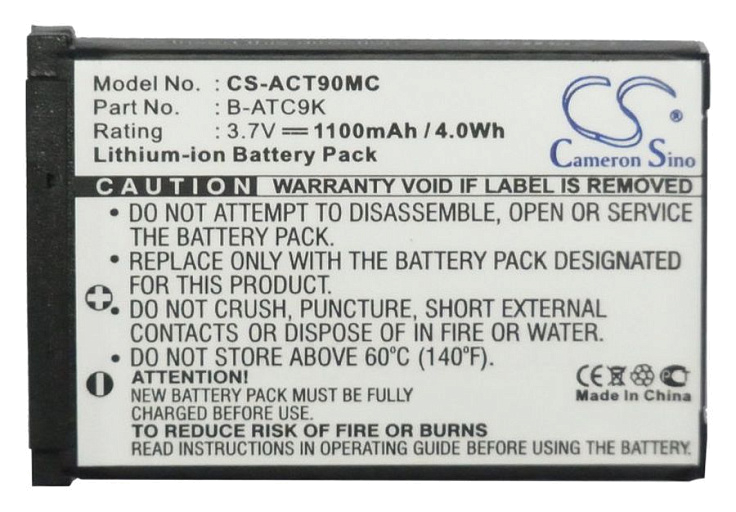 Model No. : CS-ACT90MC
Part No. : B-ATC9K
Rating : 3.7V 1100mAh / 4.0Wh
Lithium-ion Battery Pack
CS ®
Cameron Sino
CAUTION WARRANTY VOID IF LABEL IS REMOVED
• DO NOT ATTEMPT TO DISASSEMBLE, OPEN OR SERVICE
THE BATTERY PACK.
• REPLACE ONLY WITH THE BATTERY PACK DESIGNATED
FOR THIS PRODUCT.
• DO NOT CRUSH, PUNCTURE, SHORT EXTERNAL
CONTACTS OR DISPOSE OF IN FIRE OR WATER.
• DO NOT STORE ABOVE 60°C (140°F).
ATTENTION!
NEW BATTERY PACK MUST BE FULLY
CHARGED BEFORE USE.
TO REDUCE RISK OF FIRE OR BURNS
READ INSTRUCTIONS IN OPERATING GUIDE BEFORE USING THE BATTERY.
CE
Made In China